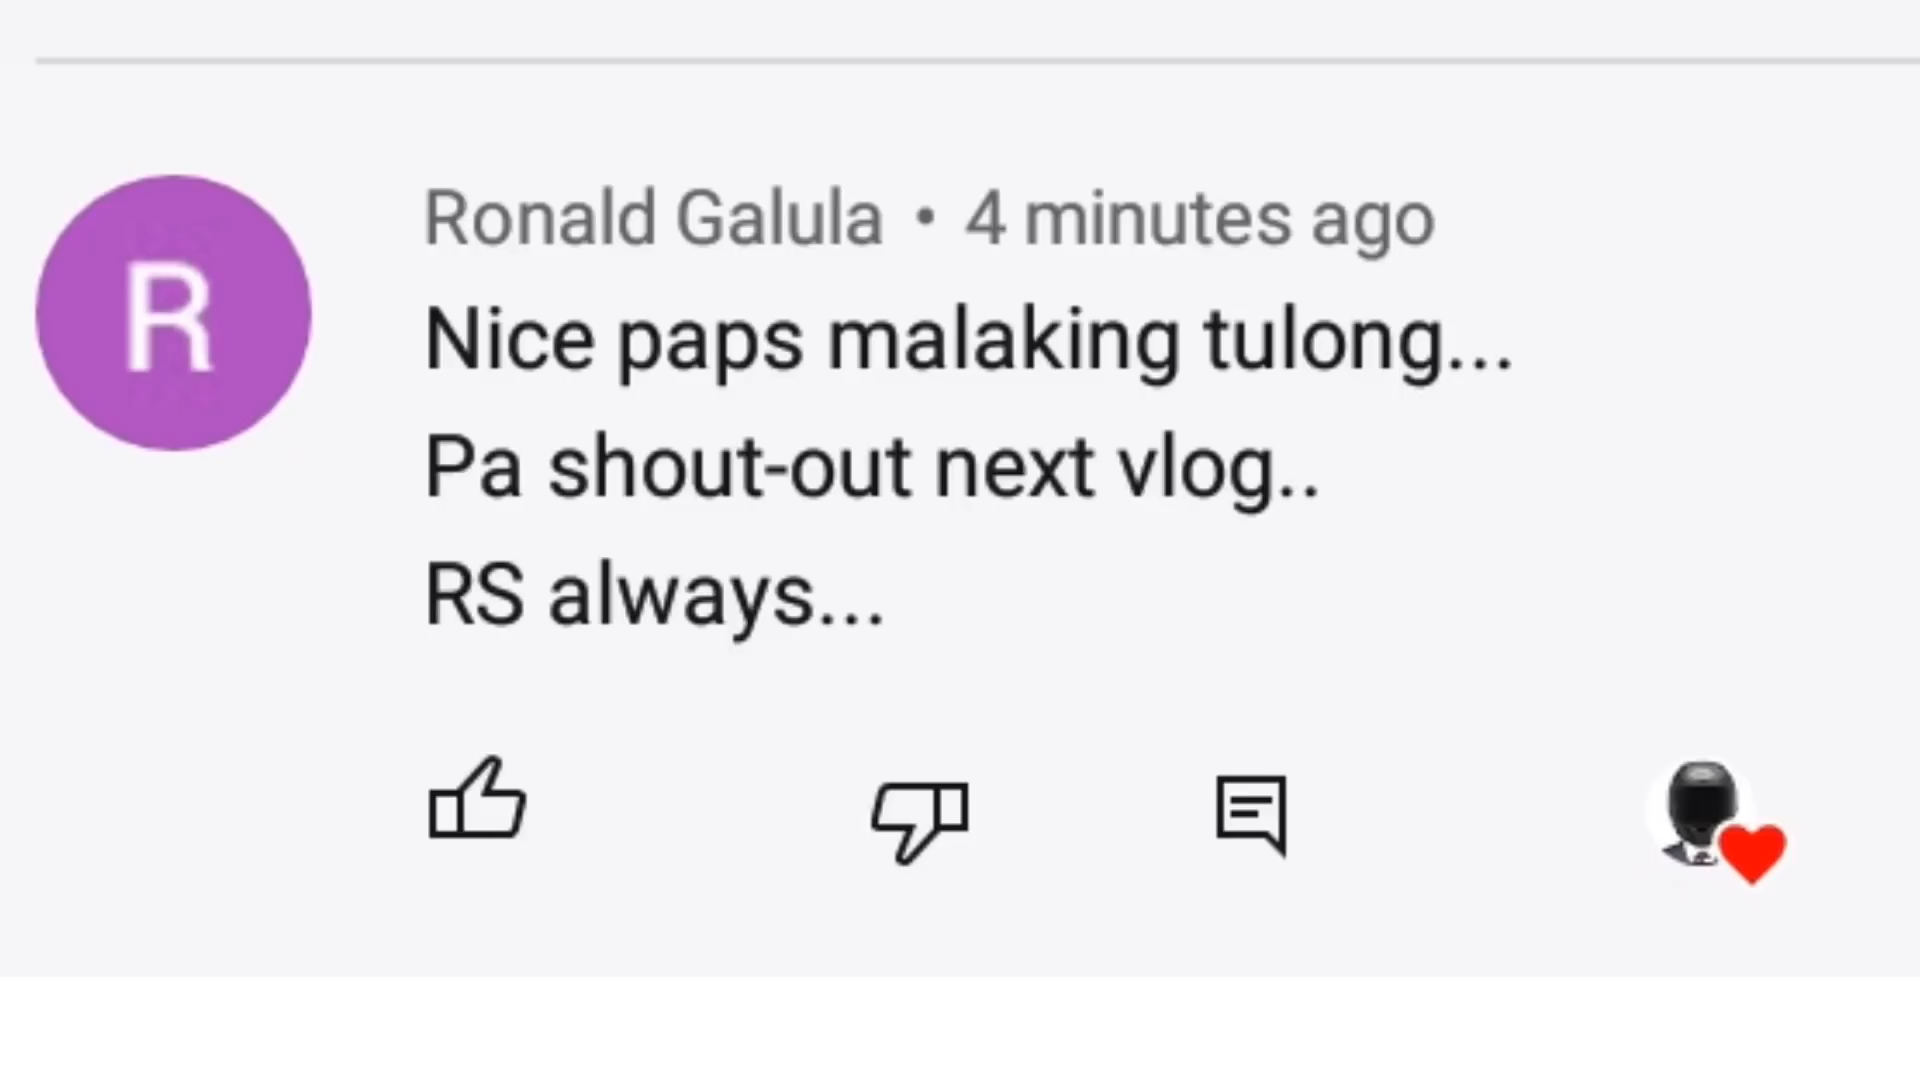 R
Ronald Galula • 4 minutes ago
Nice paps malaking tulong...
Pa shout-out next vlog..
RS always...